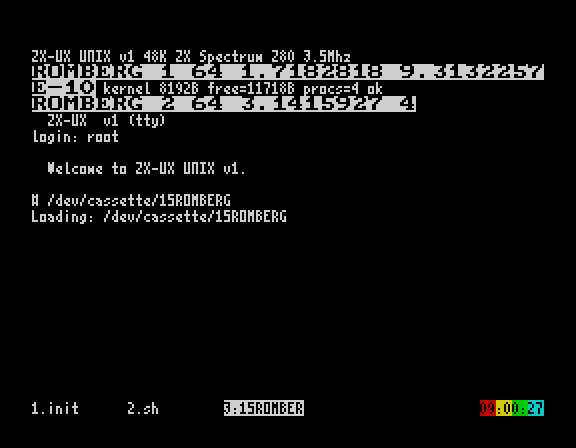 ZX-UX UNIX v1 48K ZX Spectrum Z80 3.5Mhz
ROMBERG 1 64 1.7182818 9.3132257
E-10 kernel 8192B free=11718B procs=4 ok
ROMBERG 2 64 3.1415927 4
ZX-UX v1 (tty)
login: root
Welcome to ZX-UX UNIX v1.
# /dev/cassette/15ROMBERG
Loading: /dev/cassette/15ROMBERG
1.init 2.sh 3.15ROMBER 09:00:27